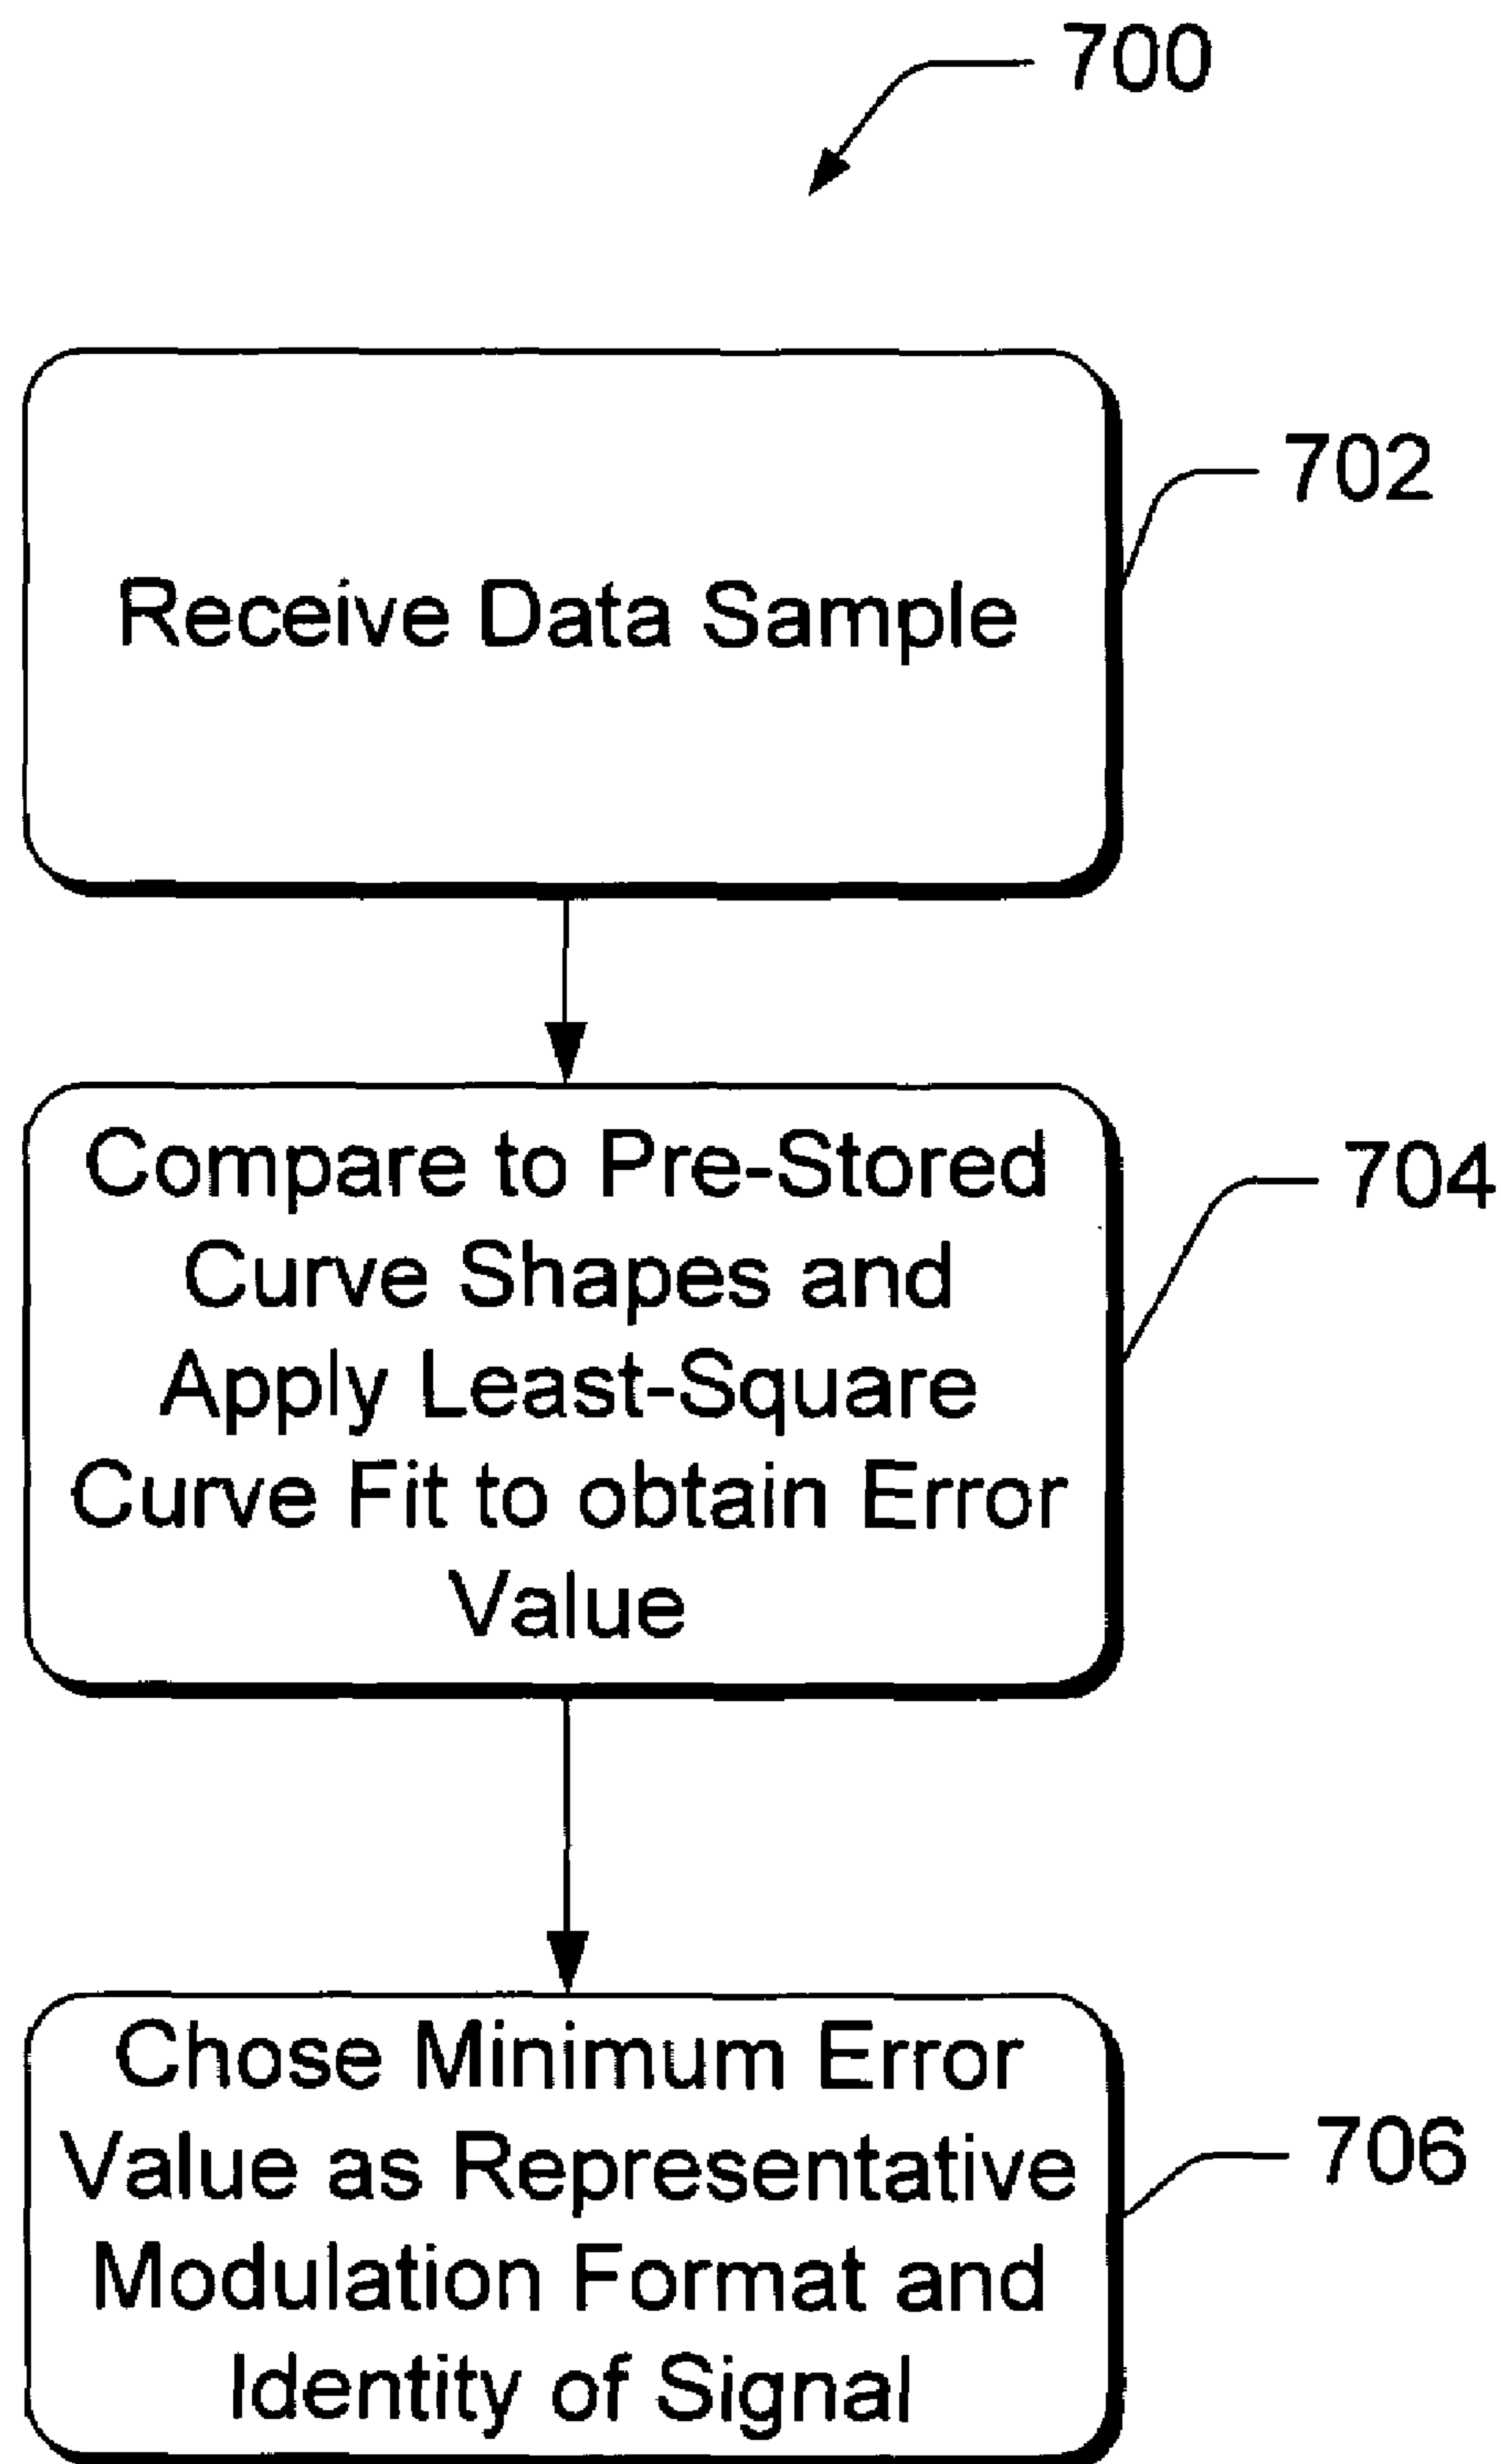 700
702
Receive Data Sample
Compare to Pre-Stored
704
Curve Shapes and
Apply Least-Square
Curve Fit to obtain Error
Value
Chose Minimum Error
Value as Representative
706
Modulation Format and
Identity of Signal